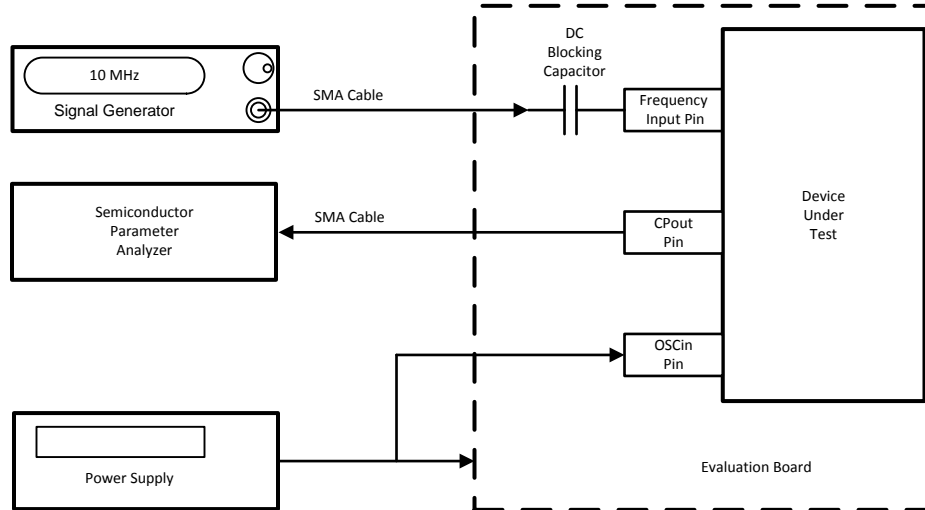 10 MHz
Signal Generator
SMA Cable
DC
Blocking
Capacitor
Frequency
Input Pin
Semiconductor
Parameter
Analyzer
SMA Cable
CPout
Pin
Device
Under
Test
OSCin
Pin
Power Supply
Evaluation Board